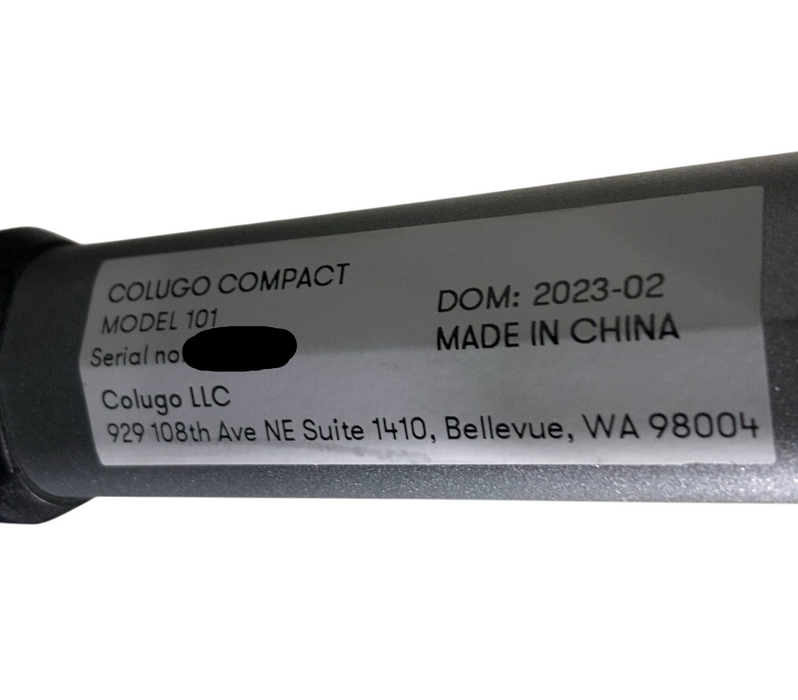 COLUGO COMPACT
MODEL 101
Serial no
Colugo LLC
929 108th Ave NE Suite 1410, Bellevue, WA 98004
DOM: 2023-02
MADE IN CHINA